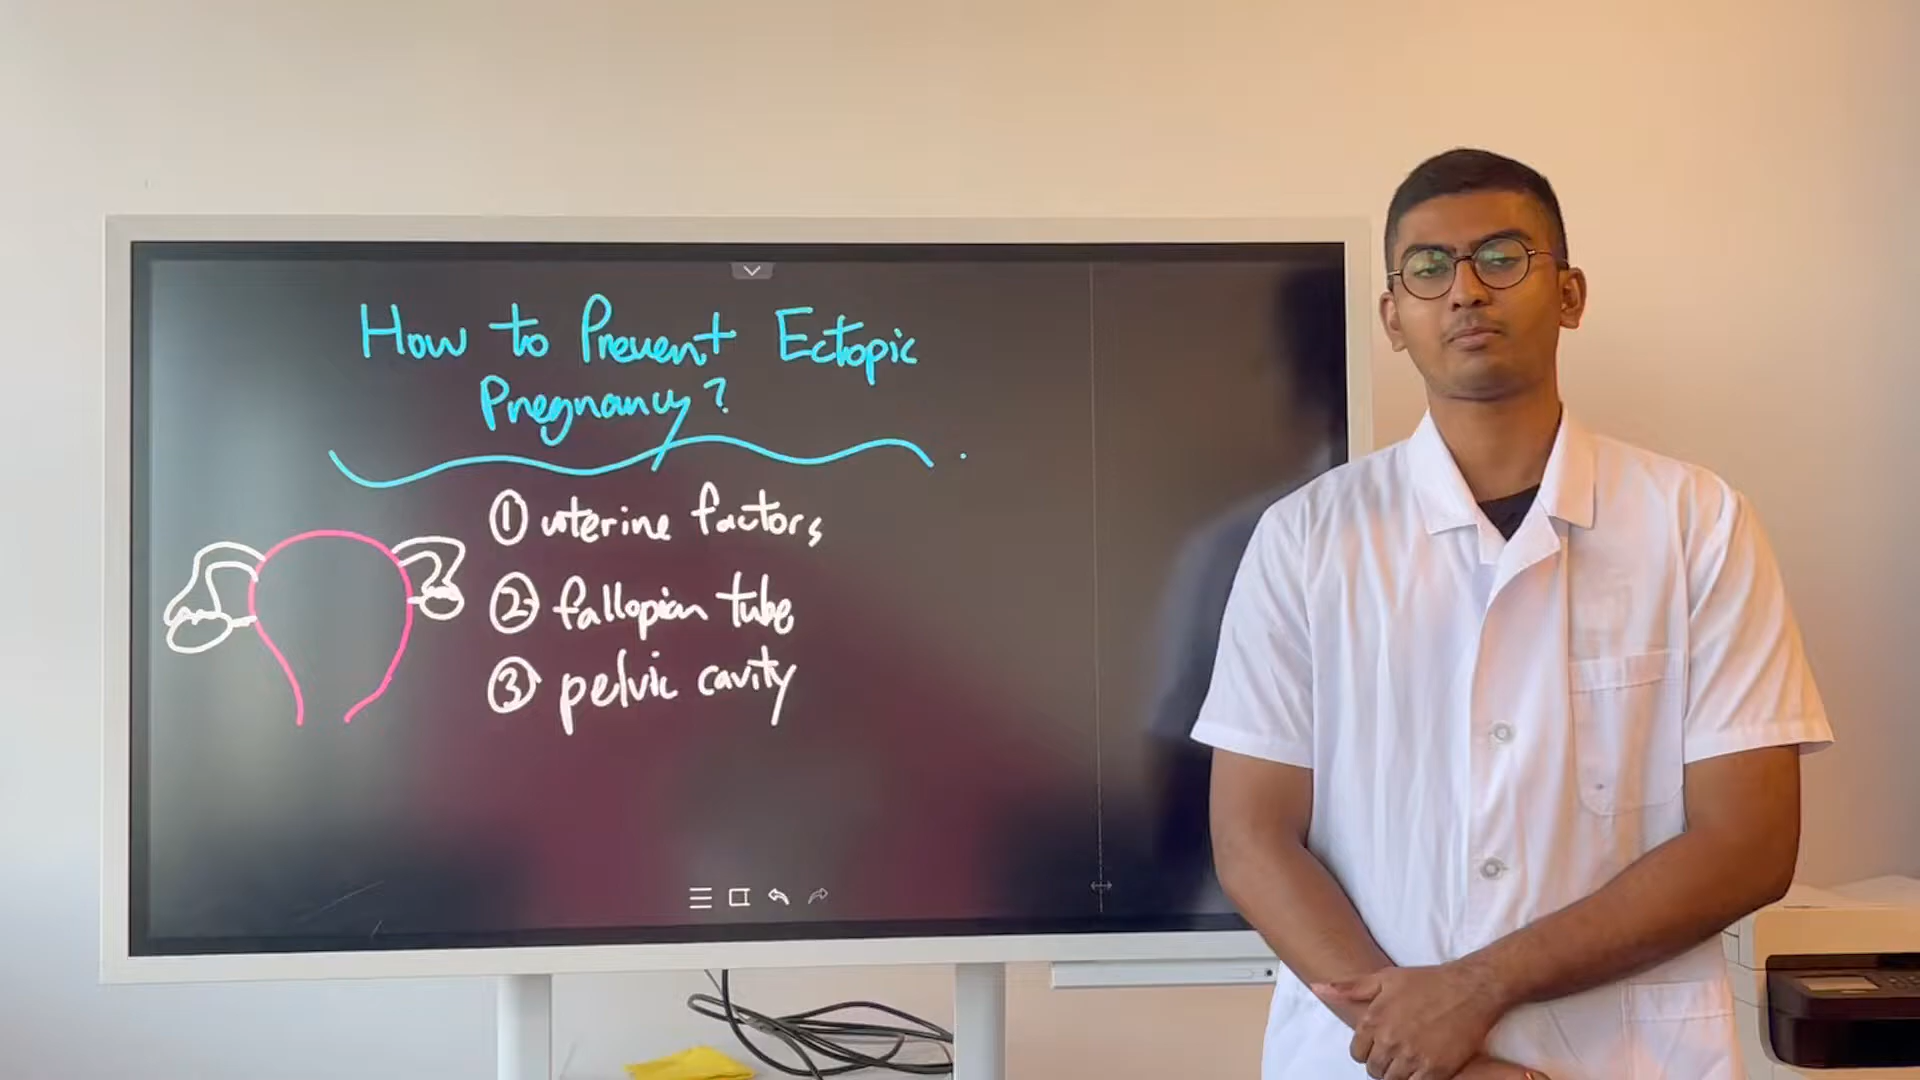 How to Prevent Ectopic
Pregnancy?
① uterine factors
② fallopian tube
③ pelvic cavity